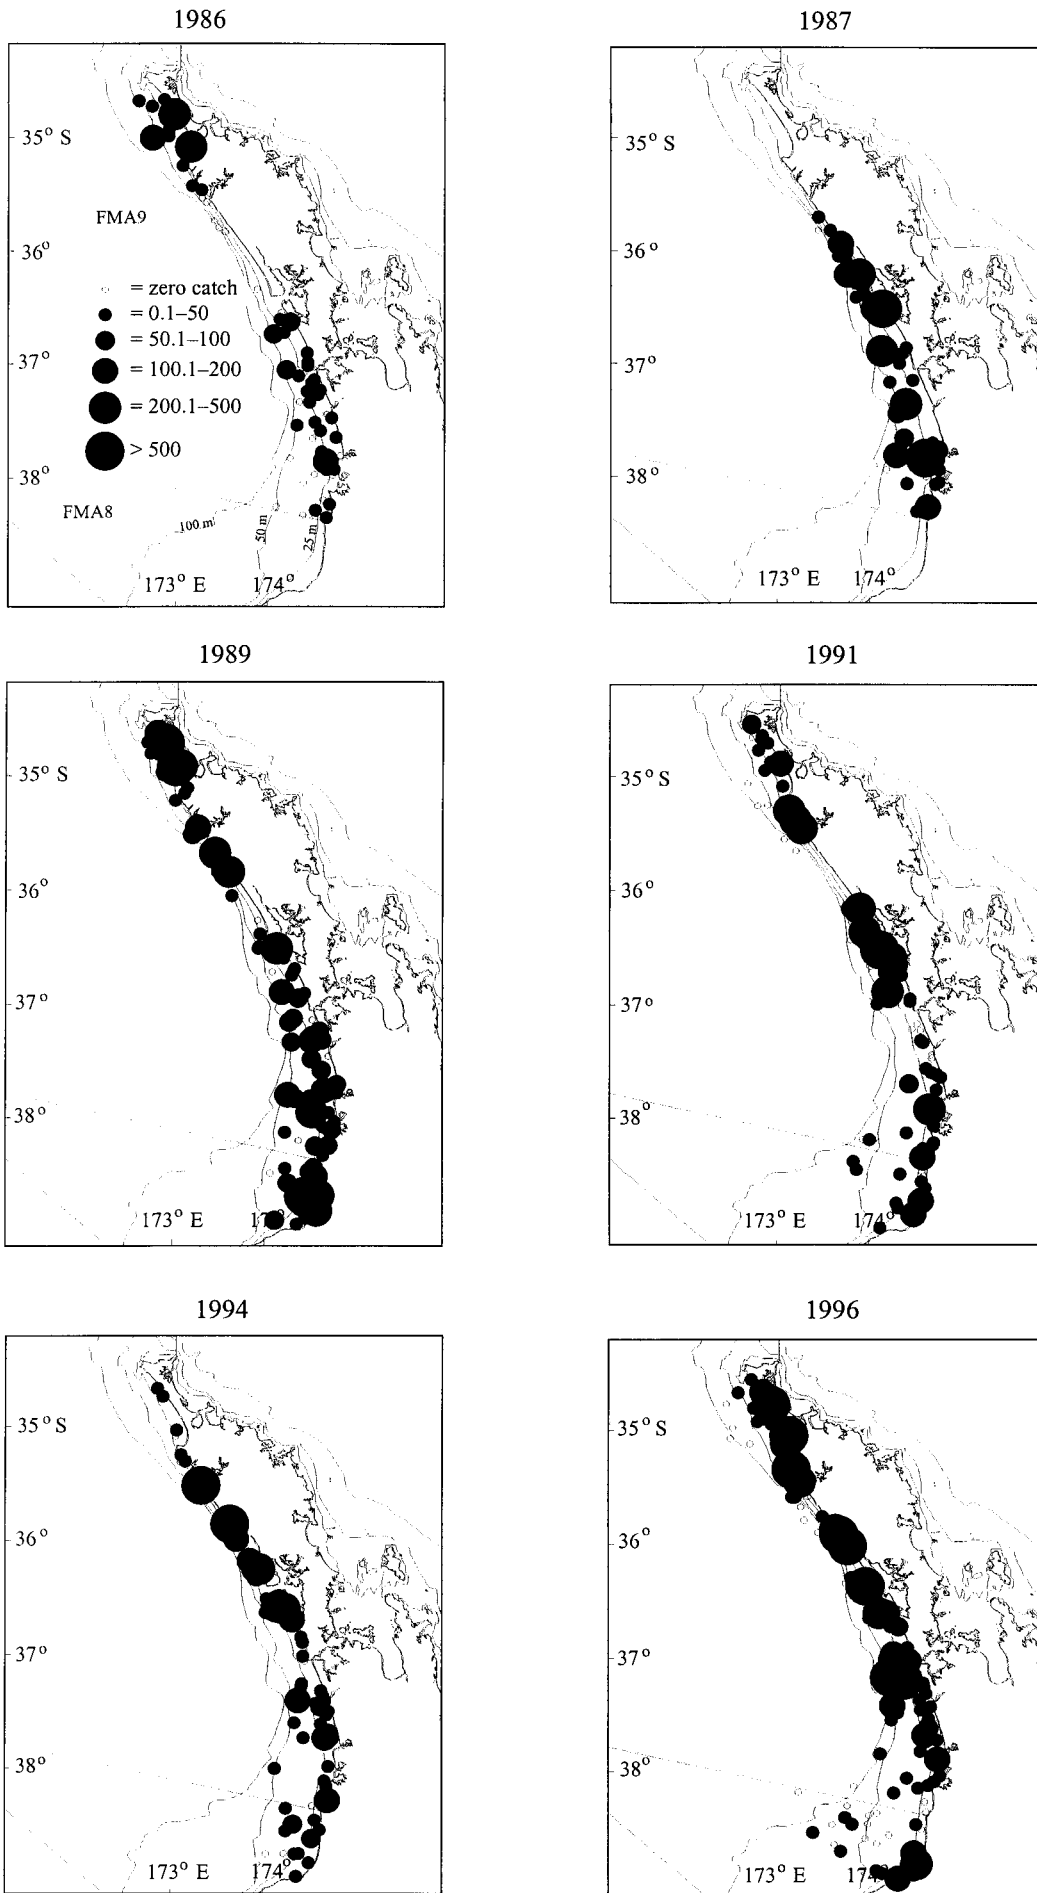 1986
1987
35° S
FMA9
36°
= zero catch
= 0.1–50
= 50.1–100
37°
= 100.1–200
= 200.1–500
> 500
38°
FMA8
100 m
50 m
25 m
173° E
174°
35° S
36°
37°
38°
173° E
174°
1989
1991
35° S
36°
37°
38°
173° E
35° S
36°
37°
38°
173° E
174°
1994
1996
35° S
36°
37°
38°
173° E
174°
35° S
36°
37°
38°
173° E
174°